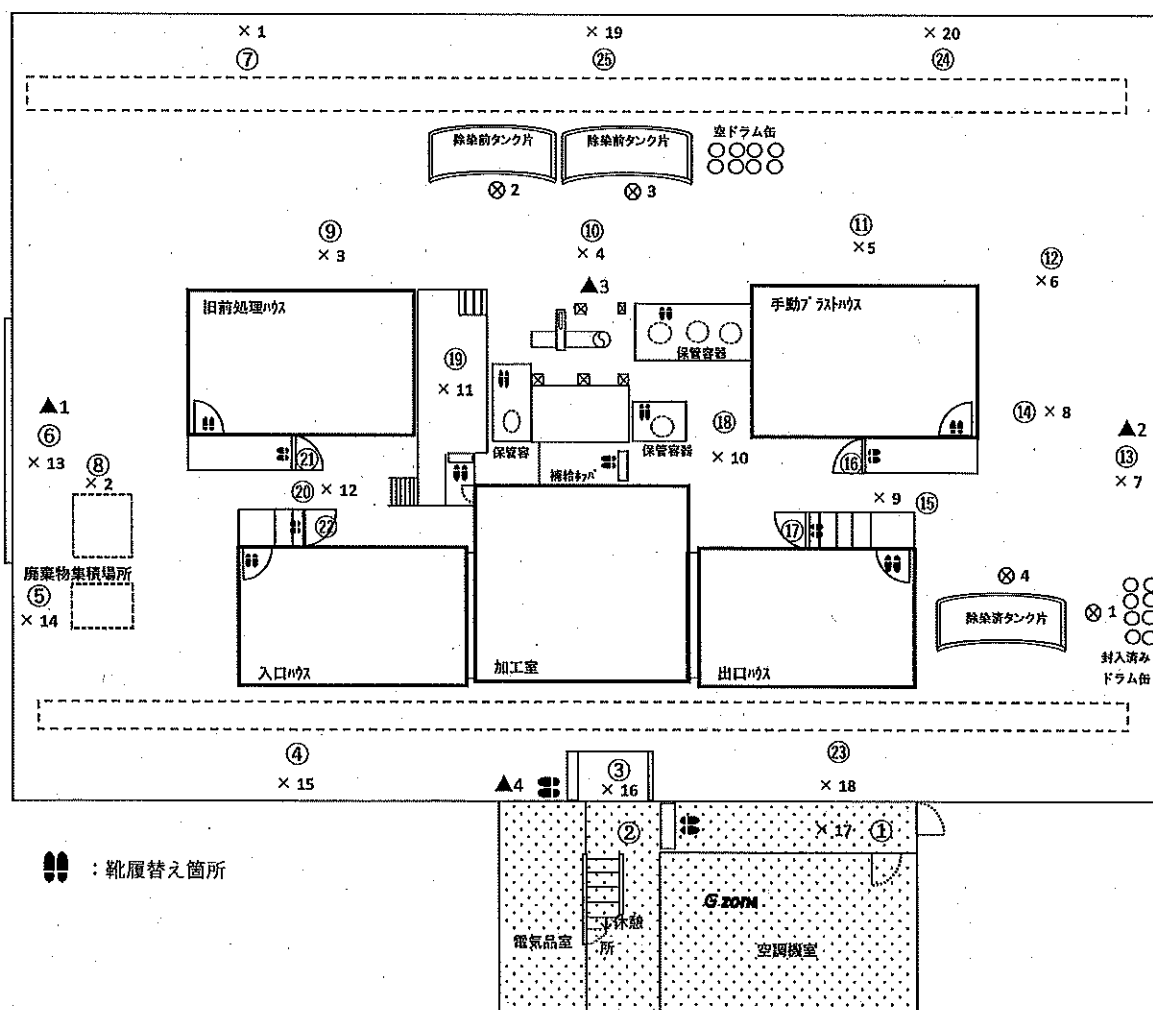 × 1
× 19
× 20
⑦
㉕
㉔
除染前タンク片
除染前タンク片
空ドラム缶
⊗ 2
⊗ 3
⑨
⑩
⑪
× 3
× 4
× 5
⑫
× 6
▲3
旧前処理ハウス
手動ブラストハウス
保管容器
⑲
× 11
▲1
⑥
× 13
⑧
× 2
⑭ × 8
▲2
⑬
× 7
保管容
保管容器
⑱
× 10
㉑
⑯
⑳ × 12
× 9
⑮
㉒
⑰
廃棄物集積場所
⑤
× 14
⊗ 4
除染済タンク片
⊗ 1
封入済み
ドラム缶
入口ハウス
加工室
出口ハウス
④
× 15
③
× 16
▲4
㉓
× 18
②
× 17
①
：靴履替え箇所
G zone
休憩
所
電気品室
空調機室